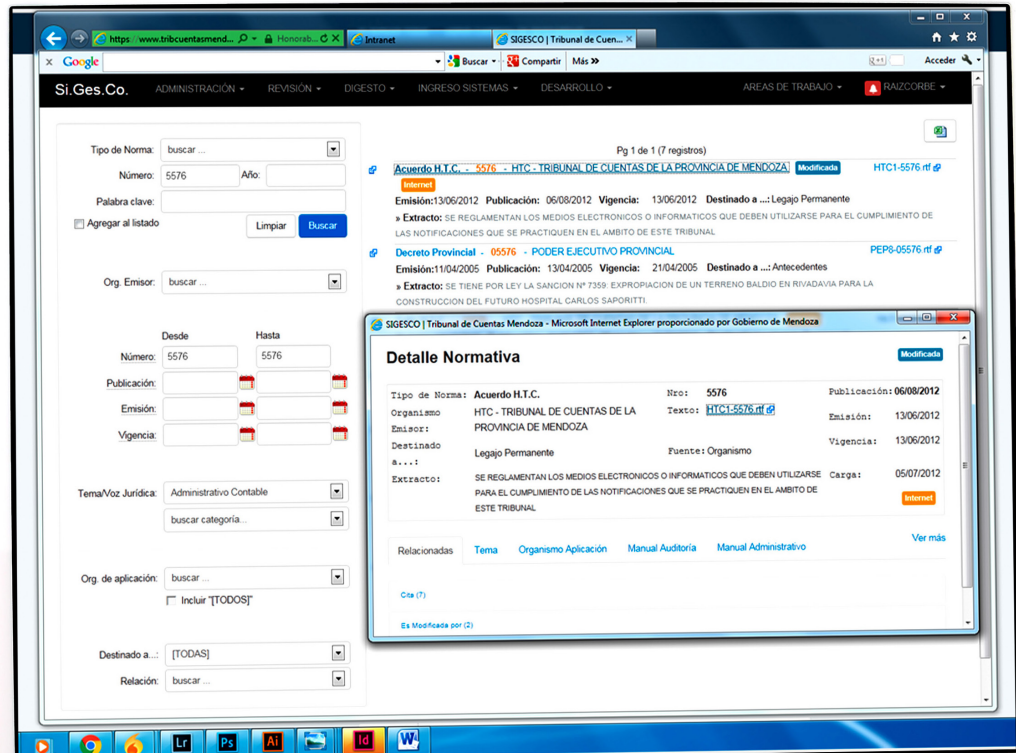 https://www.tribcuentasmend... Honorab... Intranet SIGESCO | Tribunal de Cuen...
x Google Buscar Compartir Más » Acceder
Si.Ges.Co. ADMINISTRACIÓN REVISIÓN DIGESTO INGRESO SISTEMAS DESARROLLO AREAS DE TRABAJO RAIZCORBE
Tipo de Norma: buscar ...
Número: 5576 Año:
Palabra clave:
Agregar al listado Limpiar Buscar
Org. Emisor: buscar ...
Desde Hasta
Número: 5576 5576
Publicación:
Emisión:
Vigencia:
Tema/Voz Jurídica: Administrativo Contable
buscar categoría...
Org. de aplicación: buscar ...
Incluir "[TODOS]"
Destinado a...: [TODAS]
Relación: buscar ...
Pg 1 de 1 (7 registros)
Acuerdo H.T.C. - 5576 - HTC - TRIBUNAL DE CUENTAS DE LA PROVINCIA DE MENDOZA Modificada HTC1-5576.rtf
Internet
Emisión:13/06/2012 Publicación: 06/08/2012 Vigencia: 13/06/2012 Destinado a ...: Legajo Permanente
» Extracto: SE REGLAMENTAN LOS MEDIOS ELECTRONICOS O INFORMATICOS QUE DEBEN UTILIZARSE PARA EL CUMPLIMIENTO DE
LAS NOTIFICACIONES QUE SE PRACTIQUEN EN EL AMBITO DE ESTE TRIBUNAL
Decreto Provincial - 05576 - PODER EJECUTIVO PROVINCIAL PEP8-05576.rtf
Emisión:11/04/2005 Publicación: 13/04/2005 Vigencia: 21/04/2005 Destinado a ...: Antecedentes
» Extracto: SE TIENE POR LEY LA SANCION Nº 7359. EXPROPIACION DE UN TERRENO BALDIO EN RIVADAVIA PARA LA
CONSTRUCCION DEL FUTURO HOSPITAL CARLOS SAPORITTI.
SIGESCO | Tribunal de Cuentas Mendoza - Microsoft Internet Explorer proporcionado por Gobierno de Mendoza
Detalle Normativa Modificada
Tipo de Norma: Acuerdo H.T.C. Nro: 5576 Publicación: 06/08/2012
Organismo HTC - TRIBUNAL DE CUENTAS DE LA Texto: HTC1-5576.rtf Emisión: 13/06/2012
Emisor: PROVINCIA DE MENDOZA
Destinado Legajo Permanente Fuente: Organismo Vigencia: 13/06/2012
a...:
Extracto: SE REGLAMENTAN LOS MEDIOS ELECTRONICOS O INFORMATICOS QUE DEBEN UTILIZARSE Carga: 05/07/2012
PARA EL CUMPLIMIENTO DE LAS NOTIFICACIONES QUE SE PRACTIQUEN EN EL AMBITO DE Internet
ESTE TRIBUNAL
Relacionadas Tema Organismo Aplicación Manual Auditoría Manual Administrativo Ver más
Cita (7)
Es Modificada por (2)
Lr Ps Ai Id W